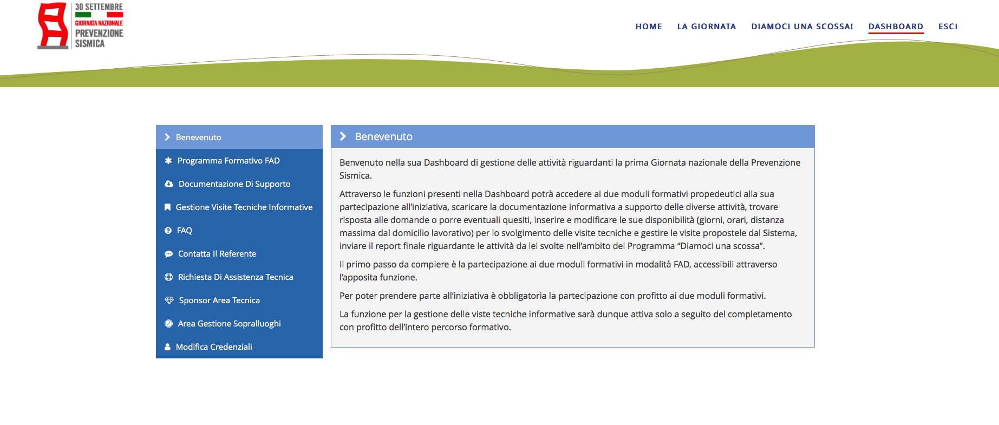 30 SETTEMBRE
GIORNATA NAZIONALE
PREVENZIONE
SISMICA
HOME
LA GIORNATA
DIAMOCI UNA SCOSSA!
DASHBOARD
ESCI
Benevenuto
Programma Formativo FAD
Documentazione Di Supporto
Gestione Visite Tecniche Informative
FAQ
Contatta Il Referente
Richiesta Di Assistenza Tecnica
Sponsor Area Tecnica
Area Gestione Sopralluoghi
Modifica Credenziali
Benevenuto
Benvenuto nella sua Dashboard di gestione delle attività riguardanti la prima Giornata nazionale della Prevenzione
Sismica.
Attraverso le funzioni presenti nella Dashboard potrà accedere ai due moduli formativi propedeutici alla sua
partecipazione all’iniziativa, scaricare la documentazione informativa a supporto delle diverse attività, trovare
risposta alle domande o porre eventuali quesiti, inserire e modificare le sue disponibilità (giorni, orari, distanza
massima dal domicilio lavorativo) per lo svolgimento delle visite tecniche e gestire le visite propostele dal Sistema,
inviare il report finale riguardante le attività da lei svolte nell’ambito del Programma “Diamoci una scossa”.
Il primo passo da compiere è la partecipazione ai due moduli formativi in modalità FAD, accessibili attraverso
l’apposita funzione.
Per poter prendere parte all’iniziativa è obbligatoria la partecipazione con profitto ai due moduli formativi.
La funzione per la gestione delle viste tecniche informative sarà dunque attiva solo a seguito del completamento
con profitto dell’intero percorso formativo.